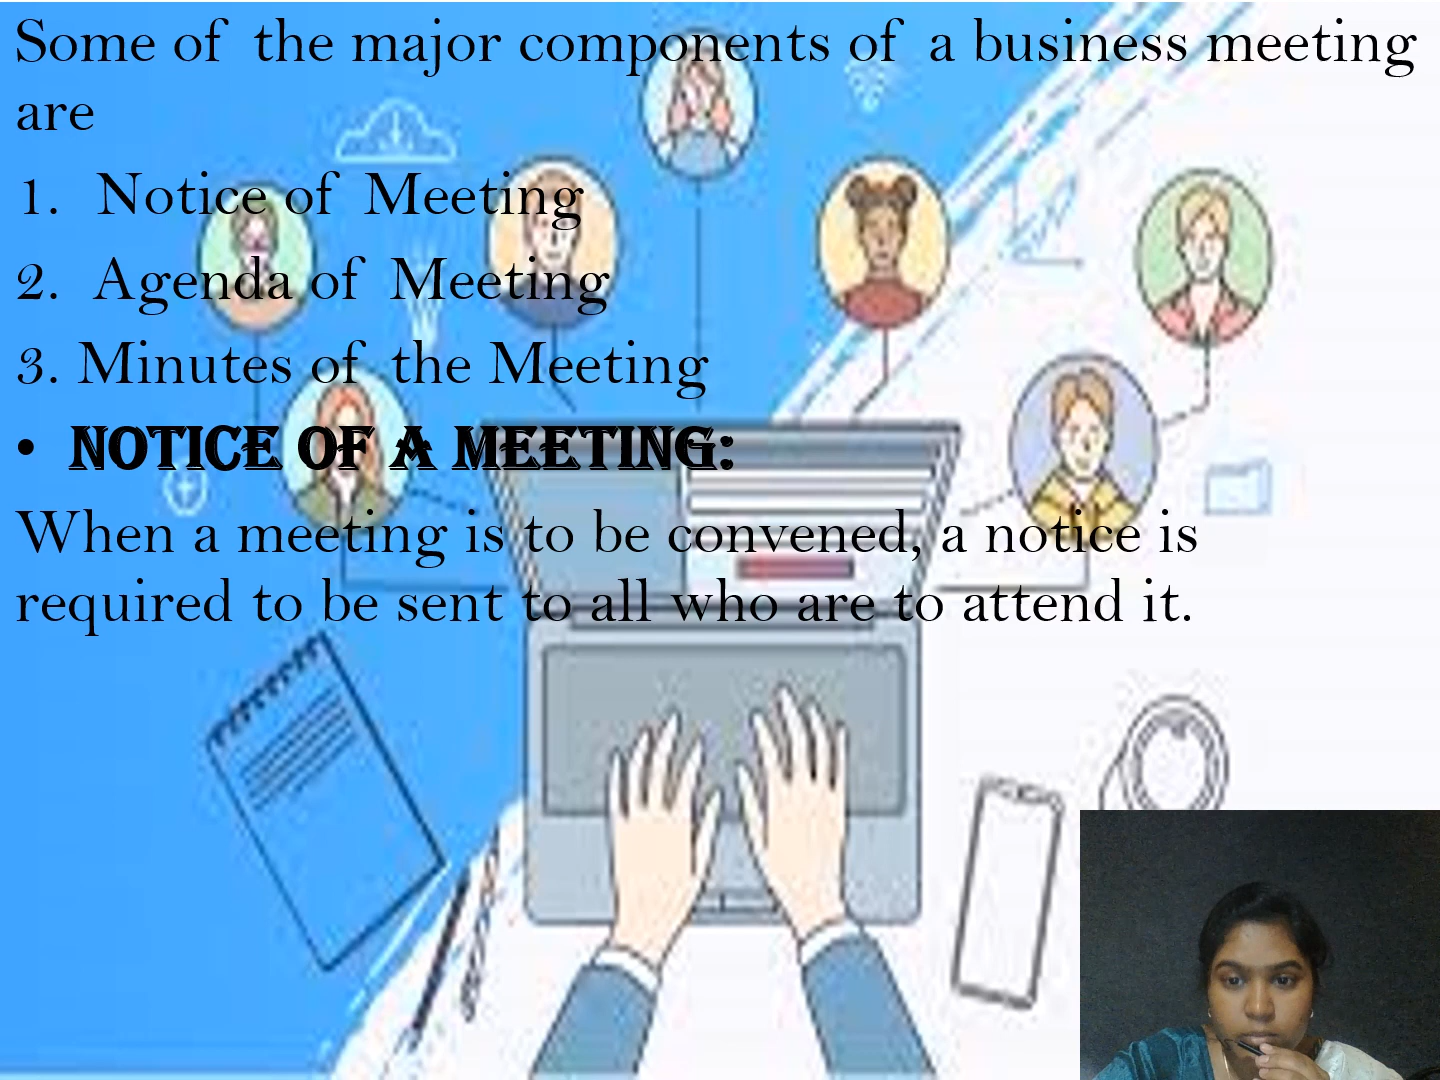 Some of the major components of a business meeting
are
1. Notice of Meeting
2. Agenda of Meeting
3. Minutes of the Meeting
• NOTICE OF A MEETING:
When a meeting is to be convened, a notice is
required to be sent to all who are to attend it.